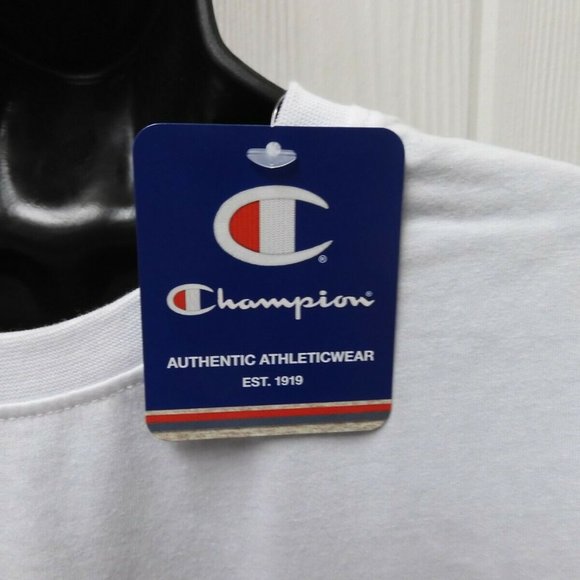 Champion
AUTHENTIC ATHLETICWEAR
EST. 1919